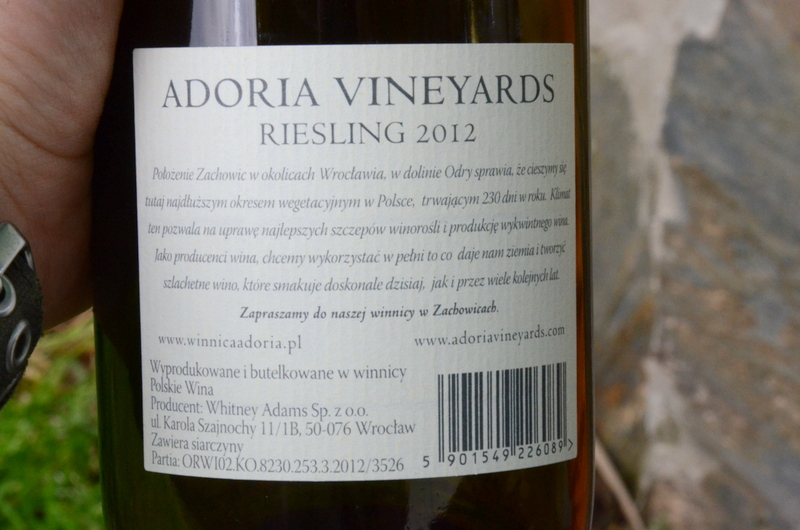 ADORIA VINEYARDS
RIESLING 2012
Położenie Zachowic w okolicach Wrocławia, w dolinie Odry sprawia, że cieszymy się
tutaj najdłuższym okresem wegetacyjnym w Polsce, trwającym 230 dni w roku. Klimat
ten pozwala na uprawę najlepszych szczepów winorośli i produkcję wykwintnego wina.
Jako producenci wina, chcemy wykorzystać w pełni to co daje nam ziemia i tworzyć
szlachetne wino, które smakuje doskonale dzisiaj, jak i przez wiele kolejnych lat.
Zapraszamy do naszej winnicy w Zachowicach.
www.winnicaadoria.pl www.adoriavineyards.com
Wyprodukowane i butelkowane w winnicy
Polskie Wina
Producent: Whitney Adams Sp. z o.o.
ul. Karola Szajnochy 11/1B, 50-076 Wrocław
Zawiera siarczyny
Partia: ORWI02.KO.8230.253.3.2012/3526
5 901549 226089 >